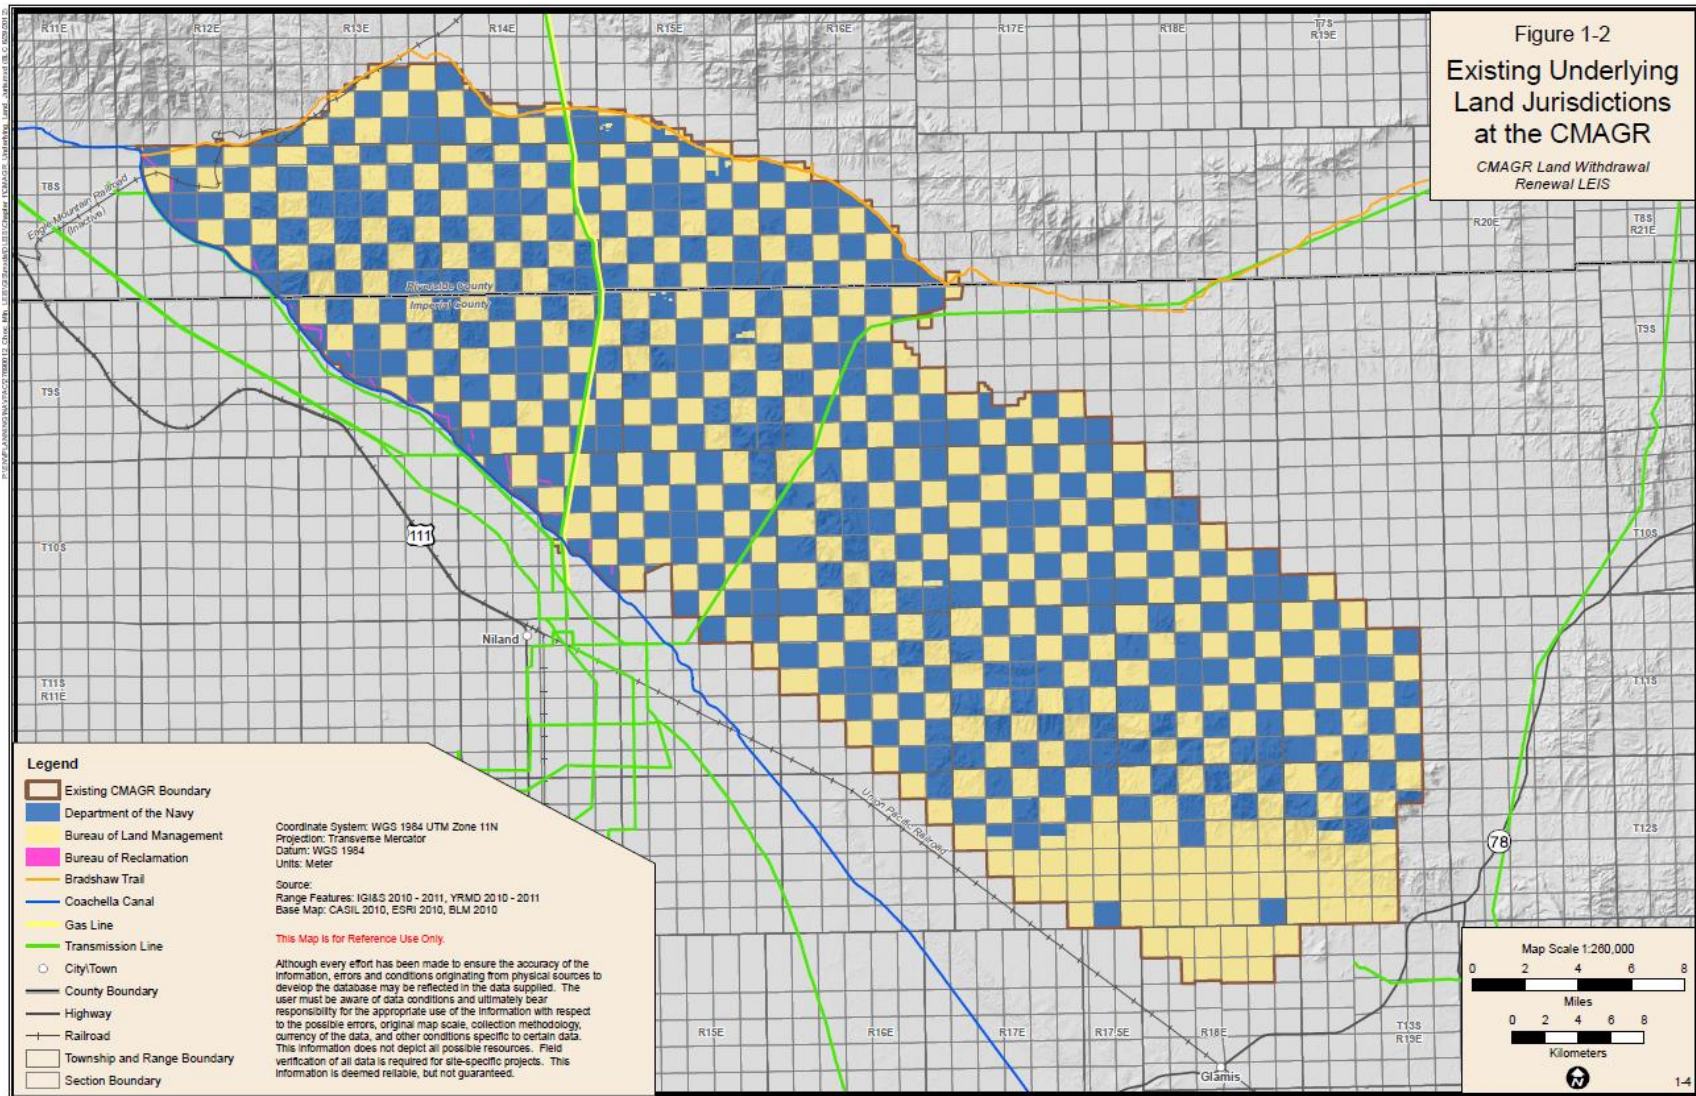 R11E
R12E
R13E
R14E
R15E
R16E
R17E
R18E
T7S
R19E
Figure 1-2
Existing Underlying
Land Jurisdictions
at the CMAGR
CMAGR Land Withdrawal
Renewal LEIS
T8S
Eagle Mountain Railroad
(Inactive)
R20E
T8S
R21E
Riverside County
Imperial County
T9S
T9S
111
T10S
T10S
Niland
T11S
R11E
T11S
Union Pacific Railroad
T12S
78
Legend
Existing CMAGR Boundary
Department of the Navy
Bureau of Land Management
Bureau of Reclamation
Bradshaw Trail
Coachella Canal
Gas Line
Transmission Line
City\Town
County Boundary
Highway
Railroad
Township and Range Boundary
Section Boundary
Coordinate System: WGS 1984 UTM Zone 11N
Projection: Transverse Mercator
Datum: WGS 1984
Units: Meter
Source:
Range Features: IGI&S 2010 - 2011, YRMD 2010 - 2011
Base Map: CASIL 2010, ESRI 2010, BLM 2010
This Map is for Reference Use Only.
Although every effort has been made to ensure the accuracy of the
information, errors and conditions originating from physical sources to
develop the database may be reflected in the data supplied. The
user must be aware of data conditions and ultimately bear
responsibility for the appropriate use of the information with respect
to the possible errors, original map scale, collection methodology,
currency of the data, and other conditions specific to certain data.
This information does not depict all possible resources. Field
verification of all data is required for site-specific projects. This
information is deemed reliable, but not guaranteed.
R15E
R16E
R17E
R17.5E
R18E
T13S
R19E
Glamis
Map Scale 1:260,000
0 2 4 6 8
Miles
0 2 4 6 8
Kilometers
N
1-4